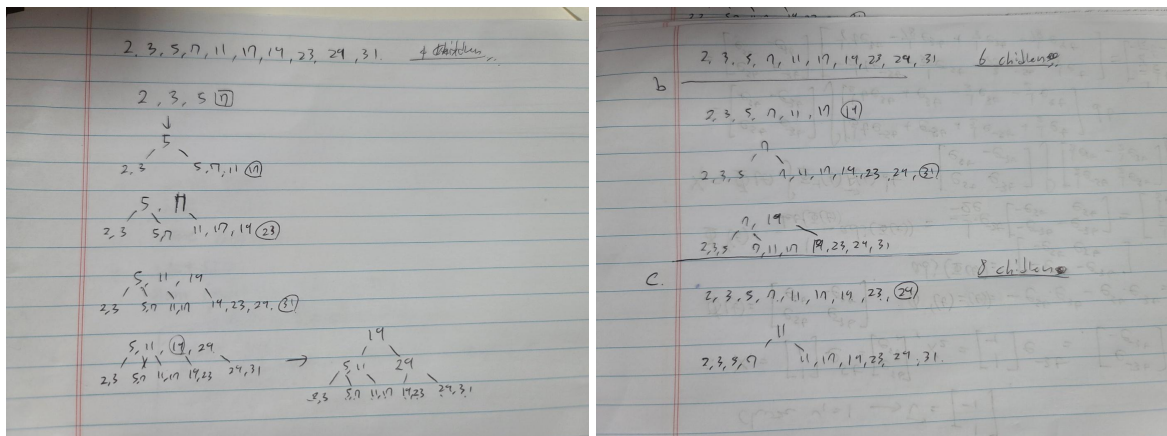 2, 3, 5, 7, 11, 17, 19, 23, 29, 31. 4 children
2, 3, 5 7
5
2, 3 5, 7, 11 17
5, 11
2, 3 5, 7 11, 17, 19 23
5, 11, 19
2, 3 5, 7 11, 17 19, 23, 29, 31
5, 11, 19, 29 19
5, 11 29
2, 3 5, 7 11, 17 19, 23 29, 31 2, 3 5, 7 11, 17 19, 23 29, 31
2, 3, 5, 7, 11, 17, 19, 23, 29, 31 6 children
b
2, 3, 5, 7, 11, 17 19
7
2, 3, 5 7, 11, 17, 19, 23, 29, 31
7, 19
2, 3, 5 7, 11, 17 19, 23, 29, 31
c. 8 children
2, 3, 5, 7, 11, 17, 19, 23, 29
11
2, 3, 5, 7 11, 17, 19, 23, 29, 31.